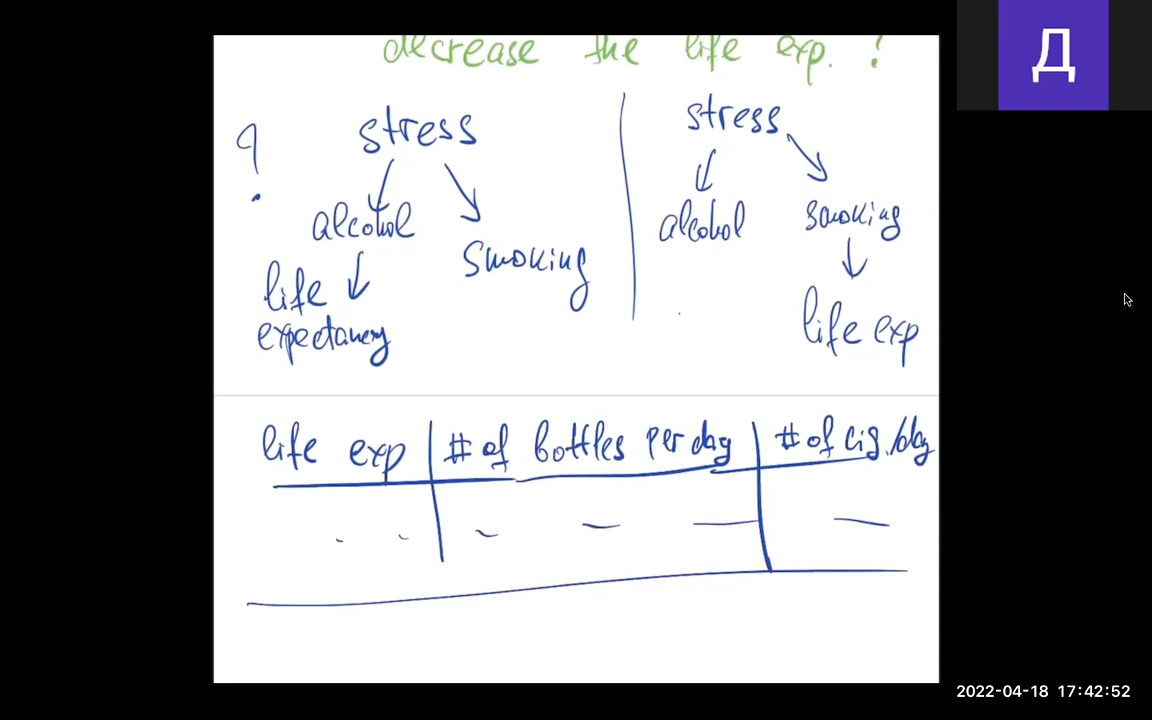 decrease the life exp. ?
Д
? stress
alcohol
smoking
life
expectancy
stress
alcohol smoking
life exp
life exp # of bottles per day # of cig./day
2022-04-18 17:42:52